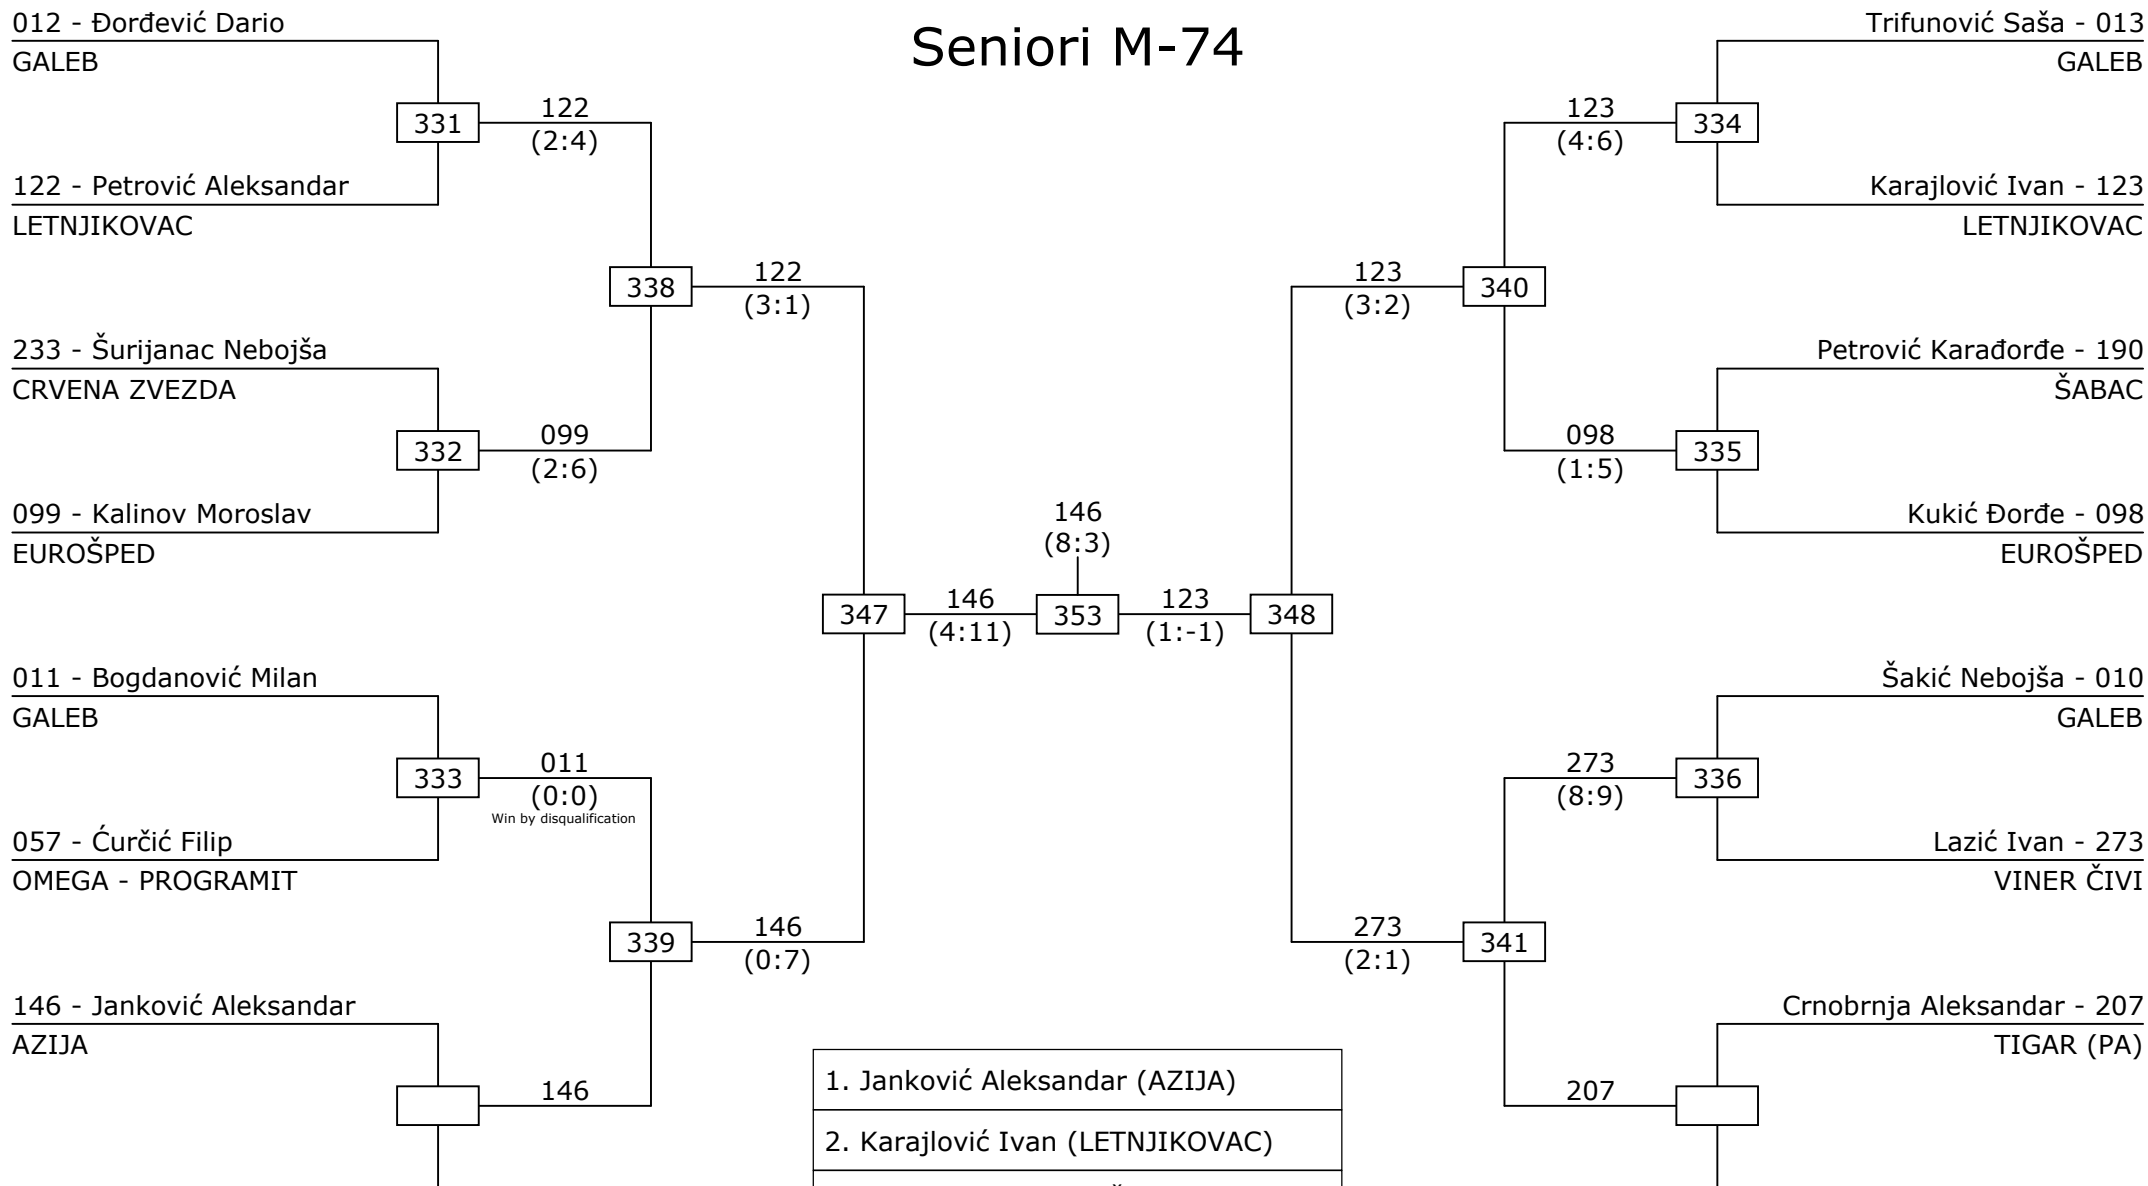 Seniori M-74
012 - Đorđević Dario
GALEB
331
122
(2:4)
122 - Petrović Aleksandar
LETNJIKOVAC
338
122
(3:1)
233 - Šurijanac Nebojša
CRVENA ZVEZDA
332
099
(2:6)
099 - Kalinov Moroslav
EUROŠPED
347
146
(4:11)
011 - Bogdanović Milan
GALEB
333
011
(0:0)
Win by disqualification
057 - Ćurčić Filip
OMEGA - PROGRAMIT
339
146
(0:7)
146 - Janković Aleksandar
AZIJA
146
146
(8:3)
353
Trifunović Saša - 013
GALEB
123
(4:6)
334
Karajlović Ivan - 123
LETNJIKOVAC
123
(3:2)
340
Petrović Karađorđe - 190
ŠABAC
098
(1:5)
335
Kukić Đorđe - 098
EUROŠPED
123
(1:-1)
348
Šakić Nebojša - 010
GALEB
273
(8:9)
336
Lazić Ivan - 273
VINER ČIVI
273
(2:1)
341
Crnobrnja Aleksandar - 207
TIGAR (PA)
207
1. Janković Aleksandar (AZIJA)
2. Karajlović Ivan (LETNJIKOVAC)